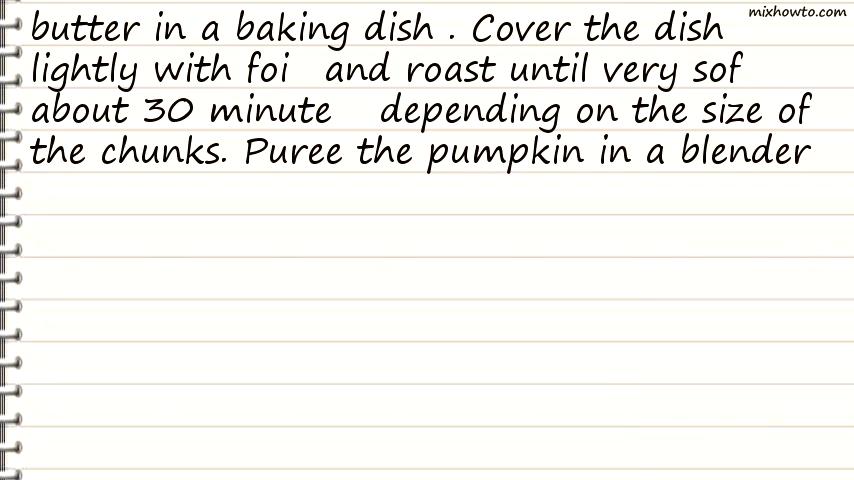 mixhowto.com
butter in a baking dish . Cover the dish
lightly with foi and roast until very sof
about 30 minute depending on the size of
the chunks. Puree the pumpkin in a blender